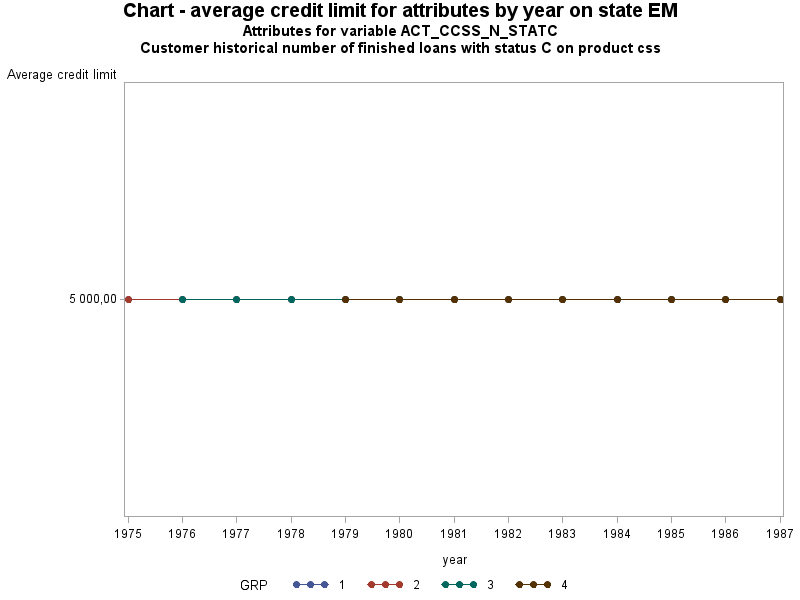 Chart - average credit limit for attributes by year on state EM
Attributes for variable ACT_CCSS_N_STATC
Customer historical number of finished loans with status C on product css
Average credit limit
5 000,00
1975 1976 1977 1978 1979 1980 1981 1982 1983 1984 1985 1986 1987
year
GRP 1 2 3 4